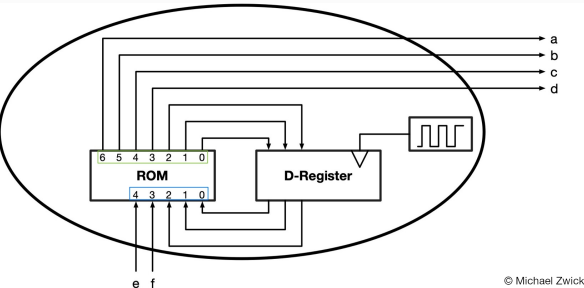 a
b
c
d
6 5 4 3 2 1 0
ROM
D-Register
4 3 2 1 0
e f
© Michael Zwick